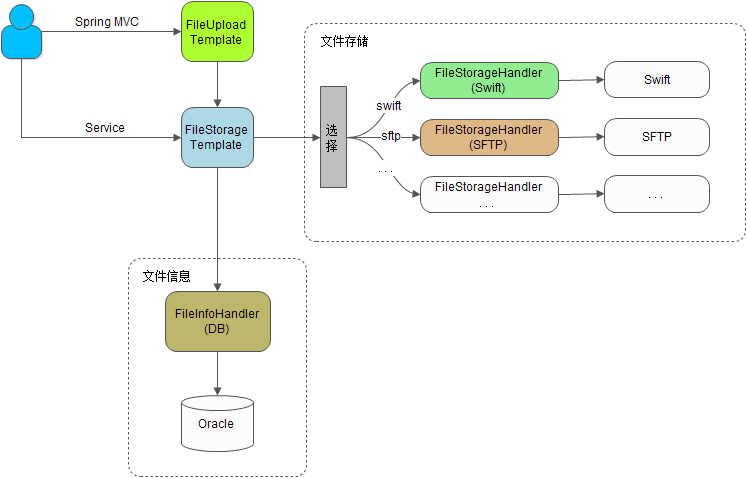 Spring MVC
FileUpload
Template
Service
FileStorage
Template
文件存储
选
择
swift
sftp
. . .
FileStorageHandler
(Swift)
Swift
FileStorageHandler
(SFTP)
SFTP
FileStorageHandler
. . .
. . .
文件信息
FileInfoHandler
(DB)
Oracle